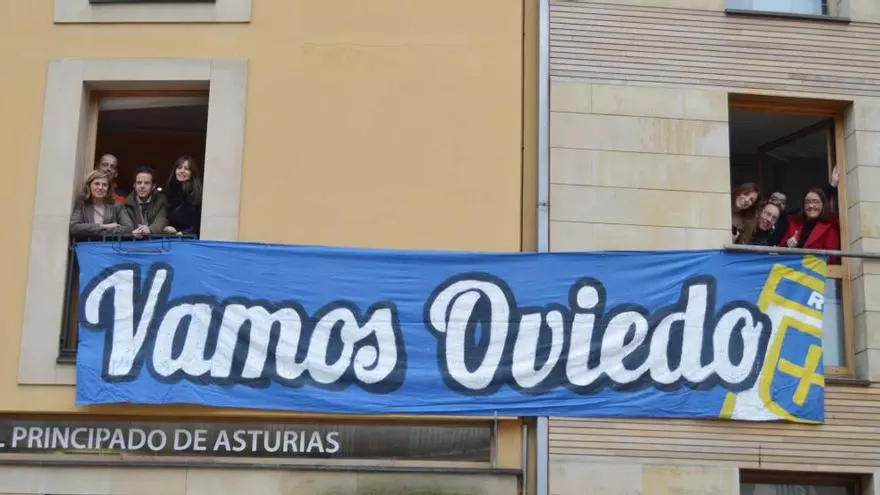 Vamos Oviedo
R
PRINCIPADO DE ASTURIAS